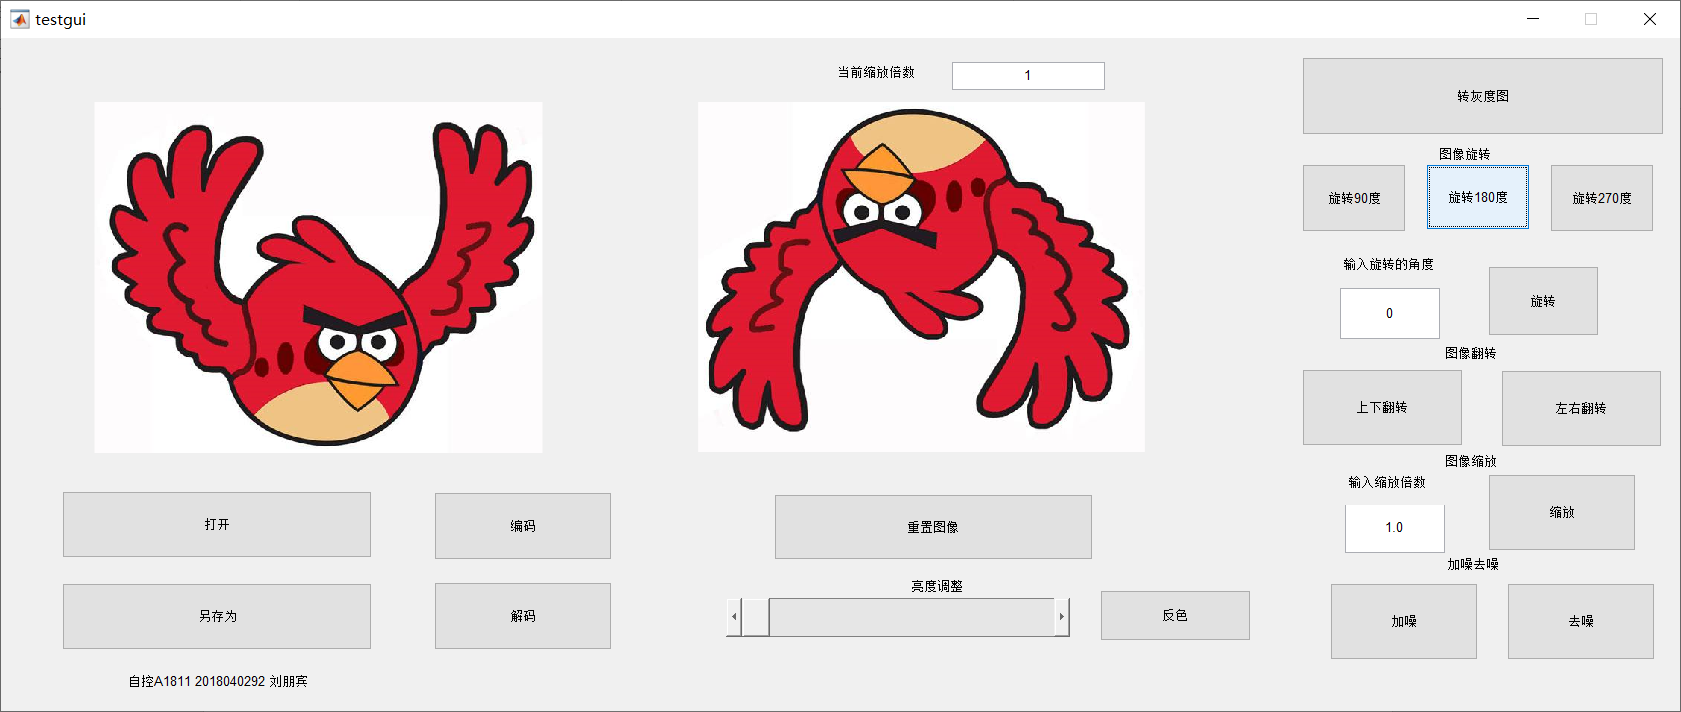 testgui
当前缩放倍数
1
转灰度图
图像旋转
旋转90度
旋转180度
旋转270度
输入旋转的角度
0
旋转
图像翻转
上下翻转
左右翻转
图像缩放
输入缩放倍数
1.0
缩放
加噪去噪
加噪
去噪
打开
编码
重置图像
另存为
解码
亮度调整
反色
自控A1811 2018040292 刘朋宾